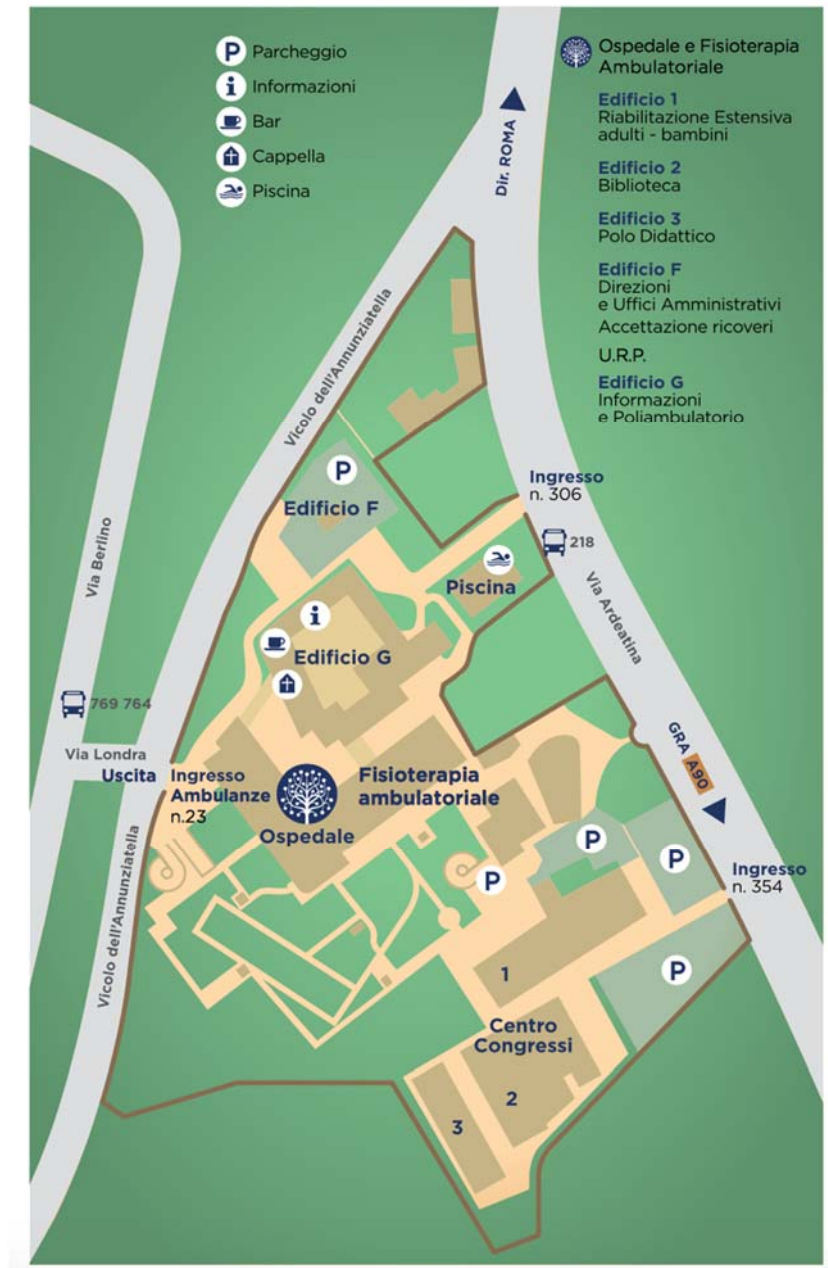 Parcheggio
Informazioni
Bar
Cappella
Piscina
Ospedale e Fisioterapia
Ambulatoriale
Edificio 1
Riabilitazione Estensiva
adulti - bambini
Edificio 2
Biblioteca
Edificio 3
Polo Didattico
Edificio F
Direzioni
e Uffici Amministrativi
Accettazione ricoveri
U.R.P.
Edificio G
Informazioni
e Poliambulatorio
P
i
Dir. ROMA
Vicolo dell'Annunziatella
P
Edificio F
Ingresso
n. 306
218
Via Berlino
Piscina
Via Ardeatina
i
Edificio G
769 764
Via Londra
Uscita
Ingresso
Ambulanze
n.23
Fisioterapia
ambulatoriale
Ospedale
GRA A90
P
P
P
Ingresso
n. 354
Vicolo dell'Annunziatella
P
1
Centro
Congressi
2
3